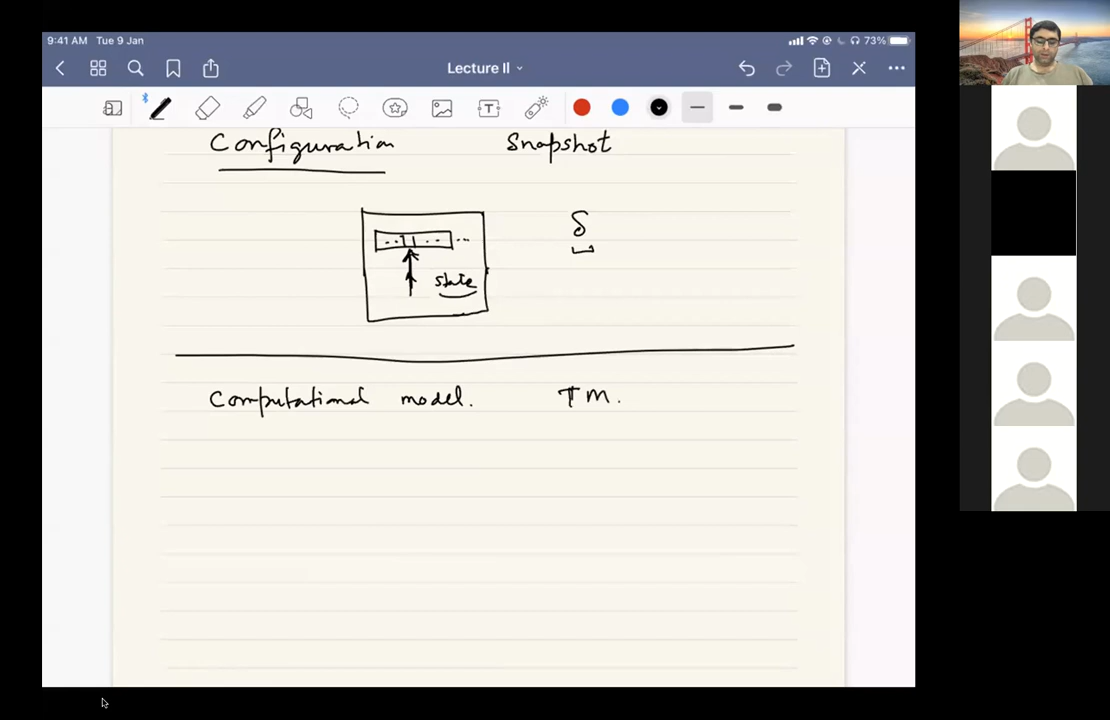 9:41 AM Tue 9 Jan 73%
Lecture II
Configuration Snapshot
δ
state
Computational model. TM.